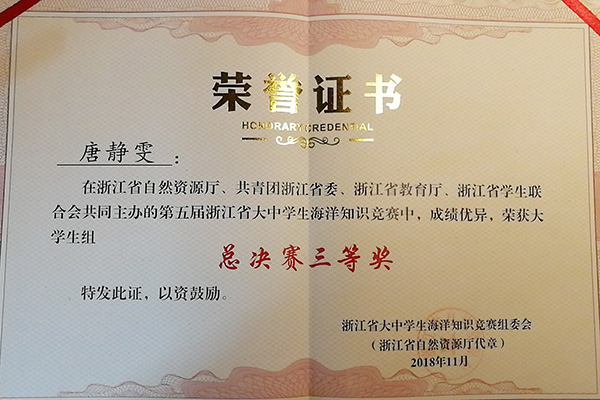 荣誉证书
HONORARY CREDENTIAL
唐静雯：
在浙江省自然资源厅、共青团浙江省委、浙江省教育厅、浙江省学生联
合会共同主办的第五届浙江省大中学生海洋知识竞赛中，成绩优异，荣获大
学生组
总决赛三等奖
特发此证，以资鼓励。
浙江省大中学生海洋知识竞赛组委会
（浙江省自然资源厅代章）
2018年11月